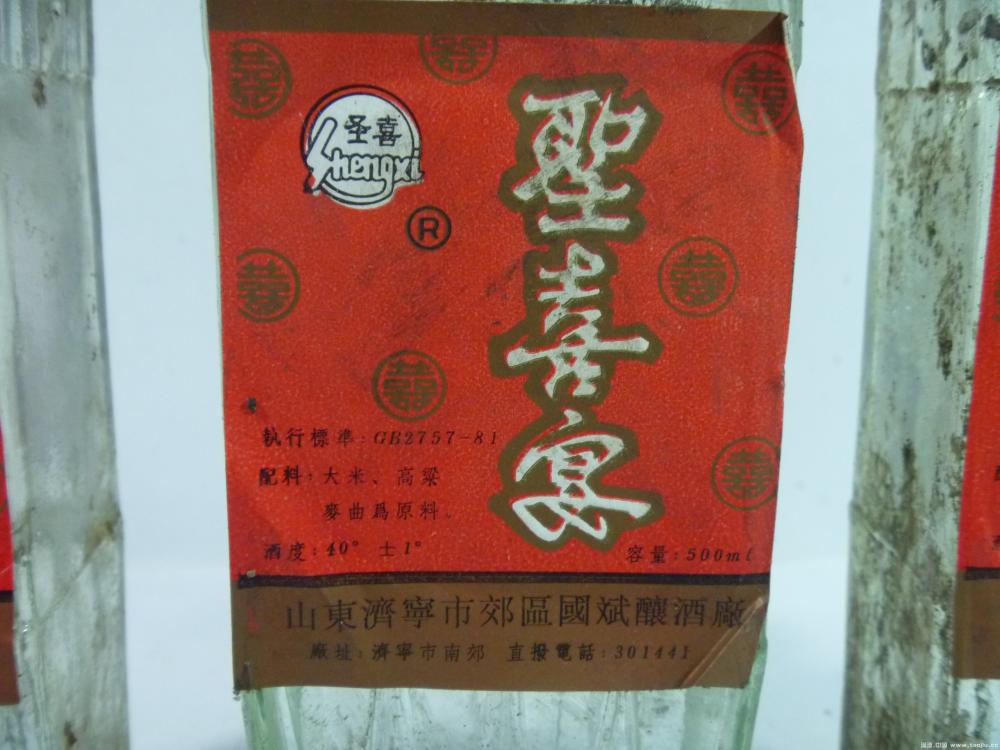 圣喜
Shengxi
®
聖喜宴
執行標準:GB2757-81
配料:大米、高粱
麥曲爲原料。
酒度:40° 士1°
容量:500ml
山東濟寧市郊區國斌釀酒廠
廠址:濟寧市南郊 直撥電話:301441